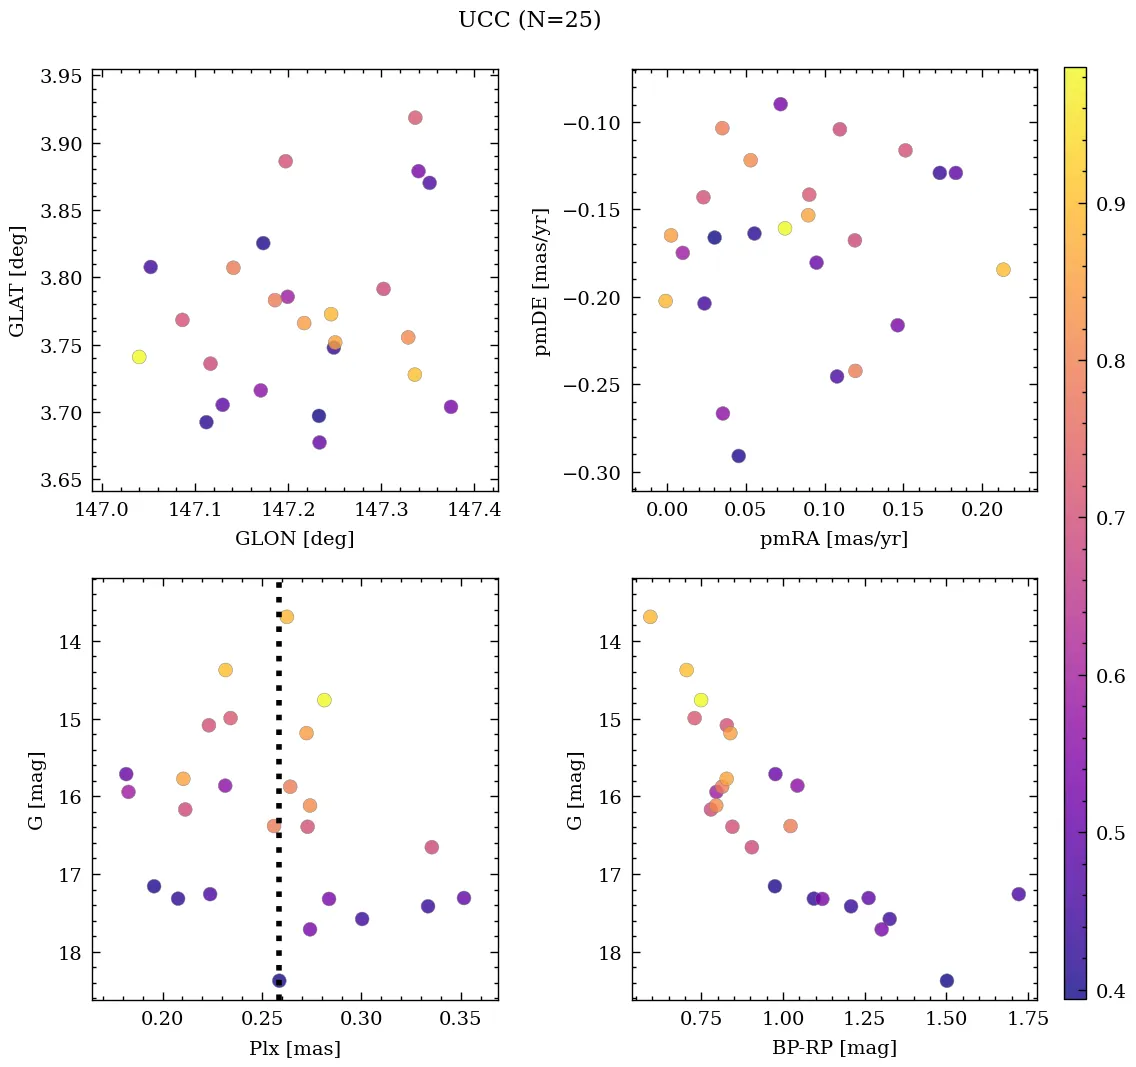 UCC (N=25)
3.95
3.90
3.85
3.80
3.75
3.70
3.65
GLAT [deg]
147.0 147.1 147.2 147.3 147.4
GLON [deg]
−0.10
−0.15
−0.20
−0.25
−0.30
pmDE [mas/yr]
0.00 0.05 0.10 0.15 0.20
pmRA [mas/yr]
14
15
16
17
18
G [mag]
0.20 0.25 0.30 0.35
Plx [mas]
14
15
16
17
18
G [mag]
0.75 1.00 1.25 1.50 1.75
BP-RP [mag]
0.9
0.8
0.7
0.6
0.5
0.4